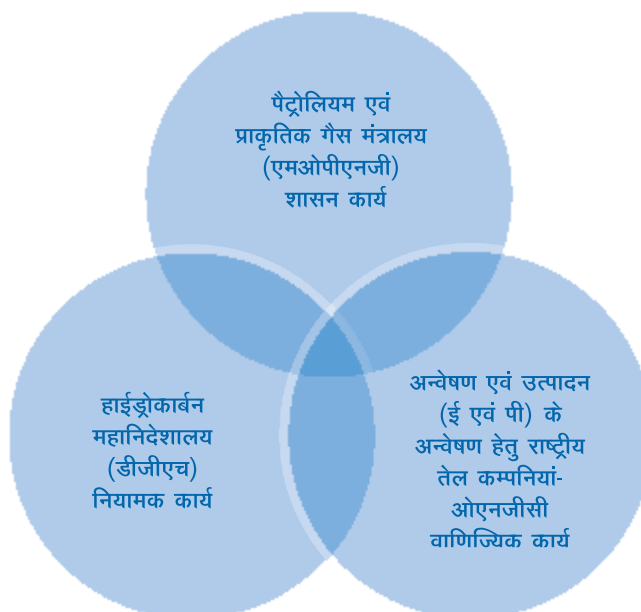 पैट्रोलियम एवं
प्राकृतिक गैस मंत्रालय
(एमओपीएनजी)
शासन कार्य
हाईड्रोकार्बन
महानिदेशालय
(डीजीएच)
नियामक कार्य
अन्वेषण एवं उत्पादन
(ई एवं पी) के
अन्वेषण हेतु राष्ट्रीय
तेल कम्पनियां-
ओएनजीसी
वाणिज्यिक कार्य